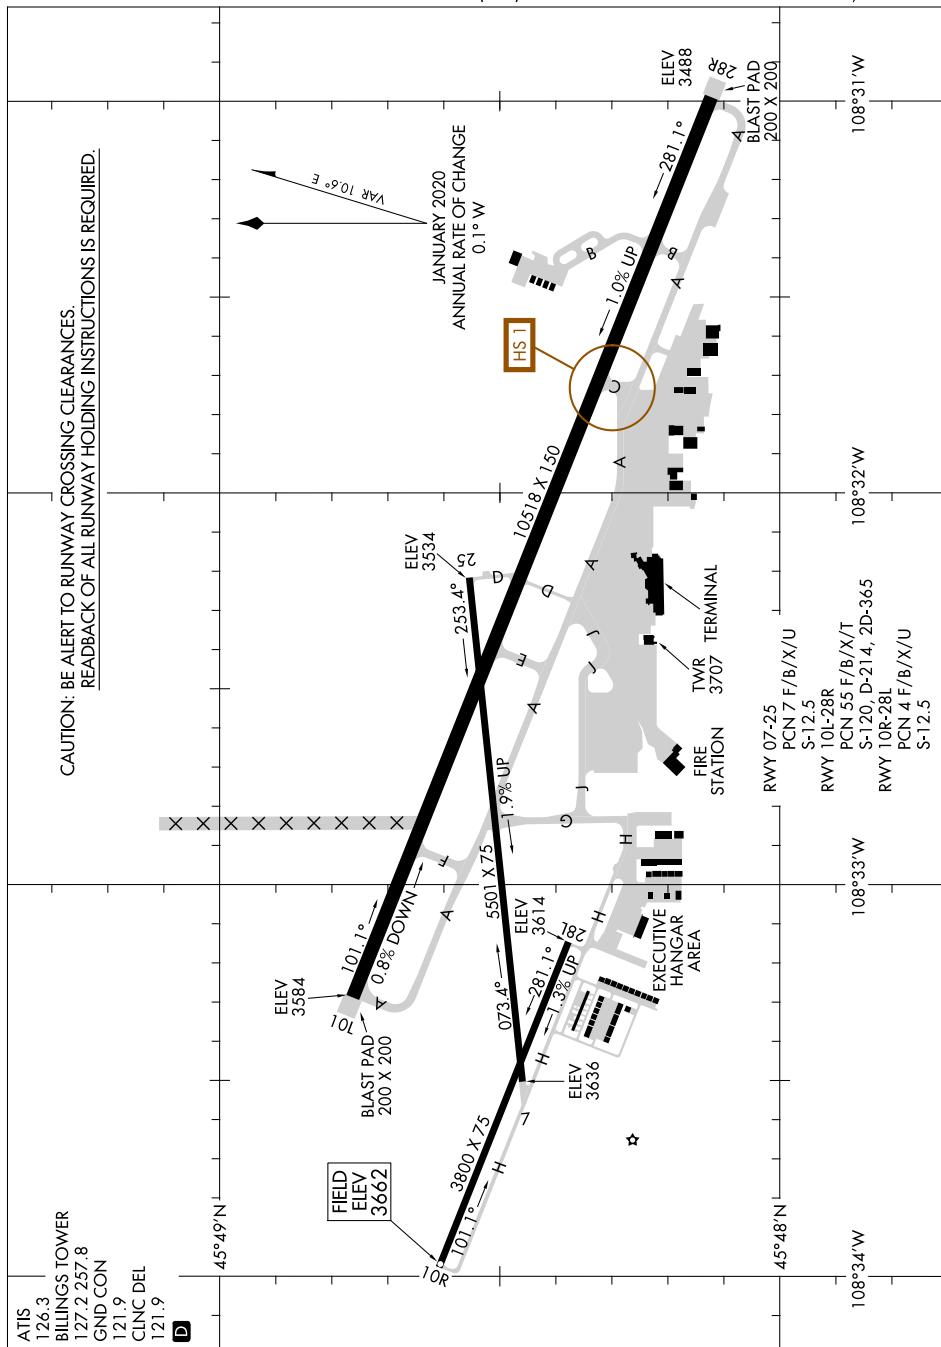 ATIS
126.3
BILLINGS TOWER
127.2 257.8
GND CON
121.9
CLNC DEL
121.9
D
CAUTION: BE ALERT TO RUNWAY CROSSING CLEARANCES.
READBACK OF ALL RUNWAY HOLDING INSTRUCTIONS IS REQUIRED.
VAR 10.6° E
JANUARY 2020
ANNUAL RATE OF CHANGE
0.1° W
45°49'N
45°48'N
108°34'W
108°33'W
108°32'W
108°31'W
FIELD
ELEV
3662
10R
101.1°
3800 X 75
H
L
7
ELEV
3636
H
1.3% UP
281.1°
28L
ELEV
3614
H
H
EXECUTIVE
HANGAR
AREA
BLAST PAD
200 X 200
10L
ELEV
3584
A
101.1°
0.8% DOWN
A
F
073.4°
5501 X 75
1.9% UP
G
J
A
E
J
J
253.4°
25
ELEV
3534
D
D
A
10518 X 150
A
C
HS 1
1.0% UP
A
B
B
281.1°
A
ELEV
3488
28R
BLAST PAD
200 X 200
FIRE
STATION
TWR
3707
TERMINAL
RWY 07-25
PCN 7 F/B/X/U
S-12.5
RWY 10L-28R
PCN 55 F/B/X/T
S-120, D-214, 2D-365
RWY 10R-28L
PCN 4 F/B/X/U
S-12.5